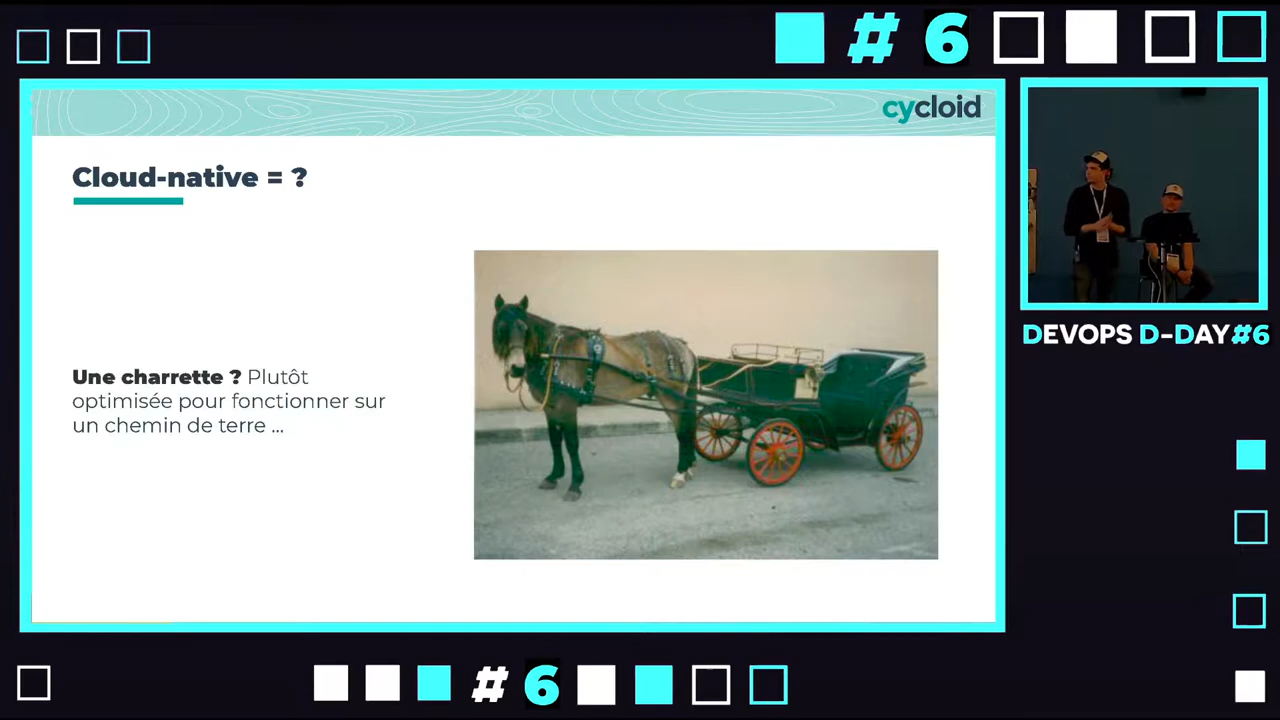 #6
cycloid
Cloud-native = ?
Une charrette ? Plutôt
optimisée pour fonctionner sur
un chemin de terre ...
DEVOPS D-DAY#6
#6